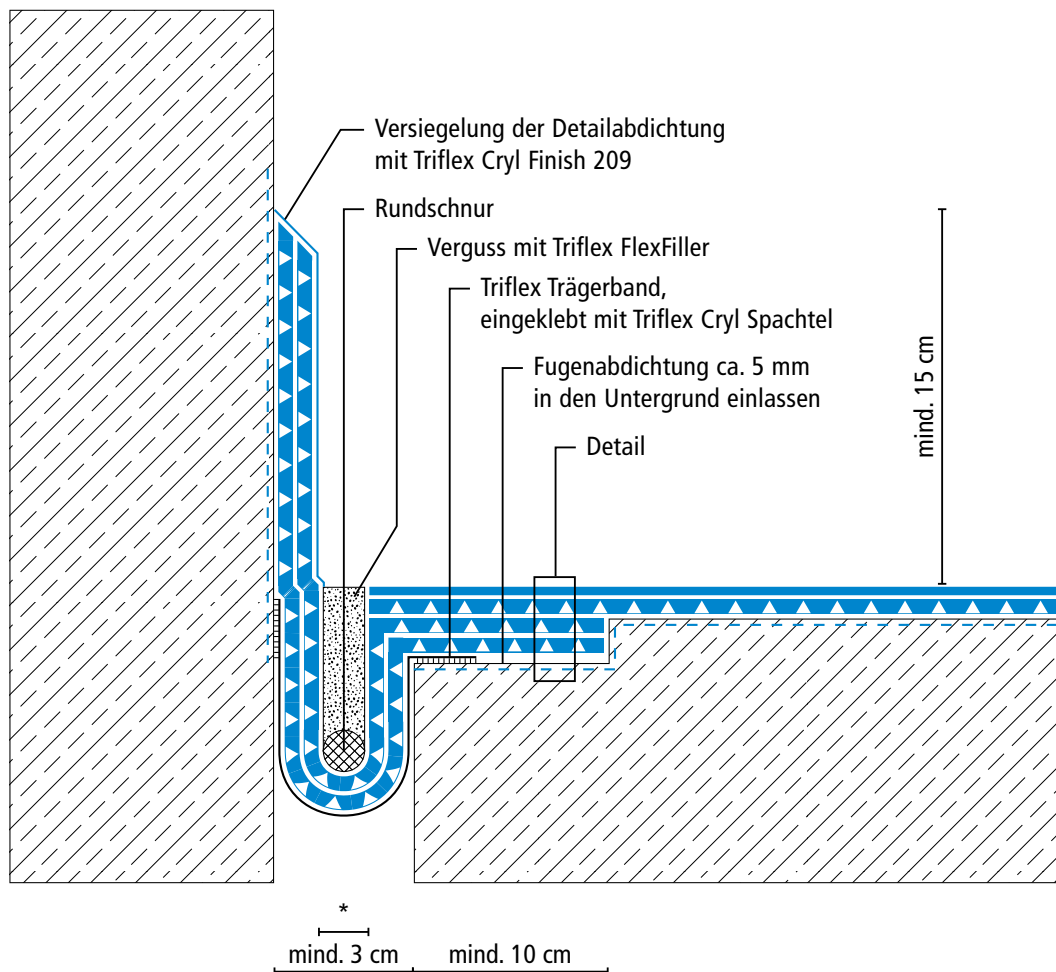 Versiegelung der Detailabdichtung
mit Triflex Cryl Finish 209
Rundschnur
Verguss mit Triflex FlexFiller
Triflex Trägerband,
eingeklebt mit Triflex Cryl Spachtel
Fugenabdichtung ca. 5 mm
in den Untergrund einlassen
Detail
mind. 15 cm
*
mind. 3 cm
mind. 10 cm